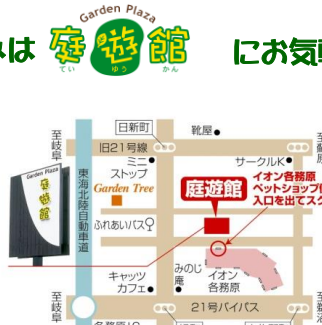 Garden Plaza
は 庭遊館 にお気
てい ゆう かん
日新町
靴屋
至岐阜
旧21号線
ミニ
ストップ
サークルK
Garden Plaza
庭遊館
東海北陸自動車道
Garden Tree
庭遊館
イオン各務原
ペットショップ
入口を出てス
ふれあいバス
キャッツ
カフェ
みのじ
庵
イオン
各務原
至岐阜
21号バイパス